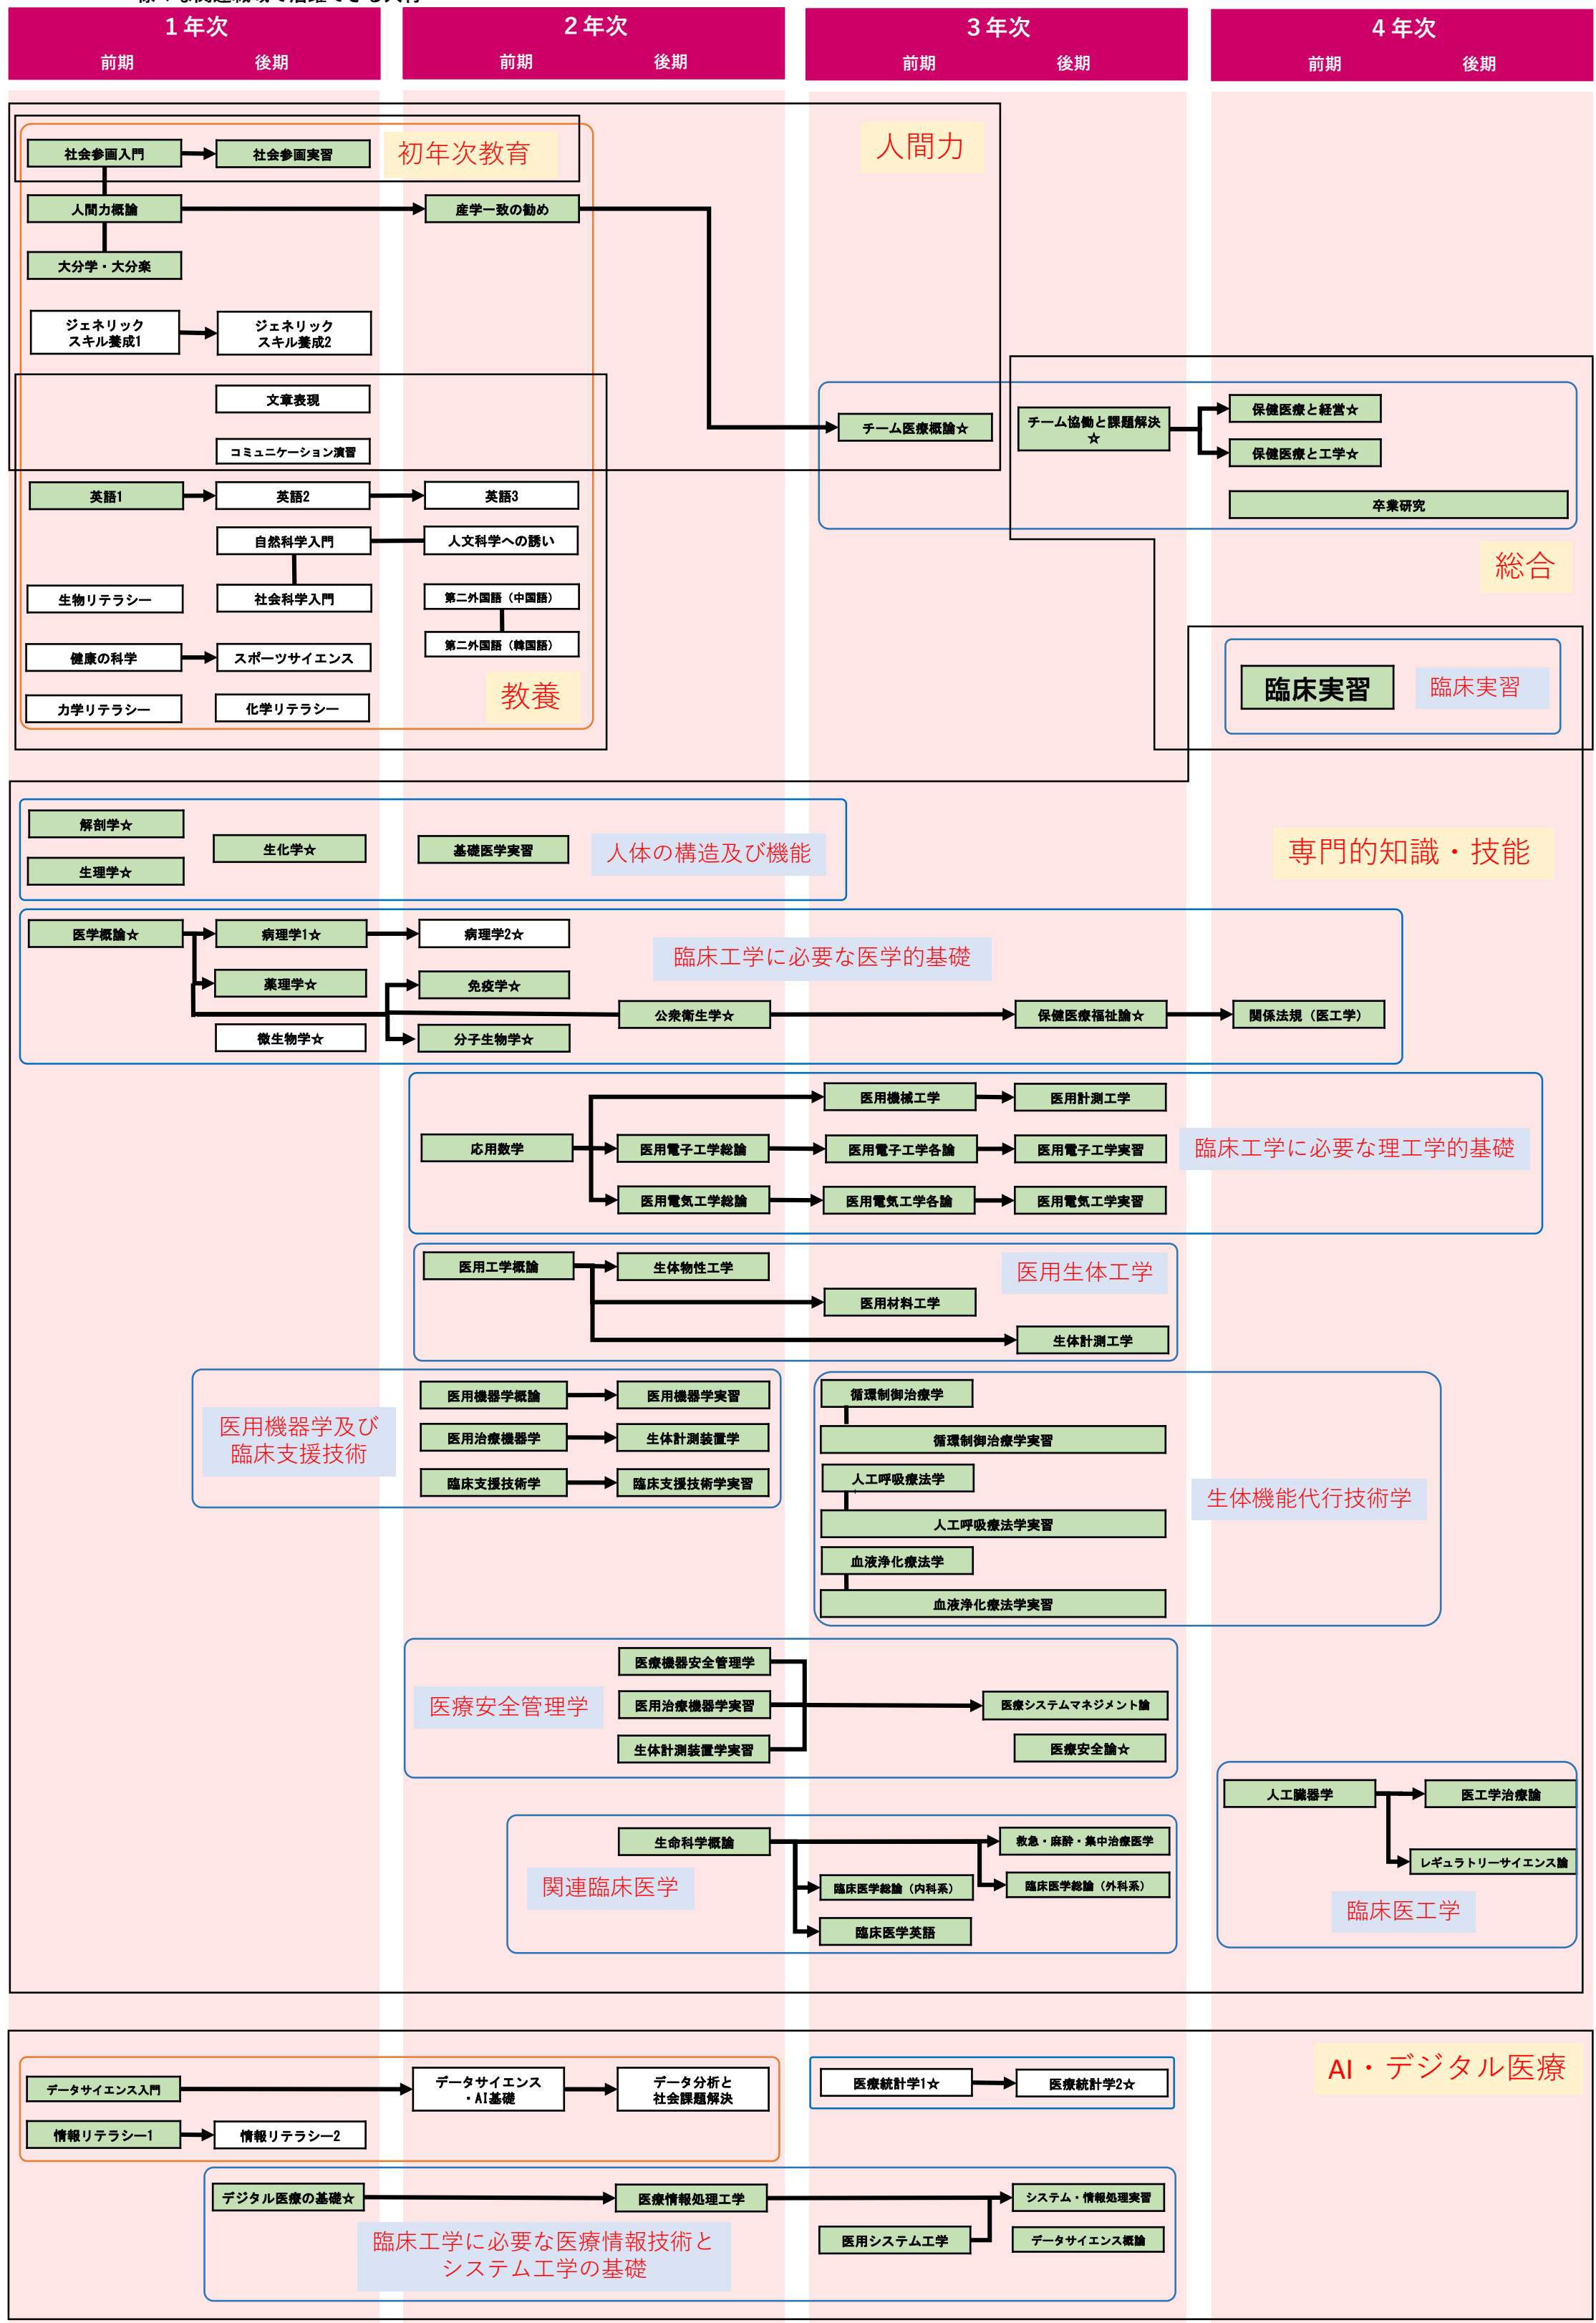 1年次
前期 後期
2年次
前期 後期
3年次
前期 後期
4年次
前期 後期
社会参画入門
社会参画実習
初年次教育
人間力
人間力概論
産学一致の勧め
大分学・大分楽
ジェネリック
スキル養成1
ジェネリック
スキル養成2
文章表現
コミュニケーション演習
チーム医療概論☆
チーム協働と課題解決
☆
保健医療と経営☆
保健医療と工学☆
卒業研究
総合
英語1
英語2
英語3
自然科学入門
人文科学への誘い
生物リテラシー
社会科学入門
第二外国語（中国語）
第二外国語（韓国語）
健康の科学
スポーツサイエンス
力学リテラシー
化学リテラシー
教養
臨床実習
臨床実習
解剖学☆
生理学☆
生化学☆
基礎医学実習
人体の構造及び機能
専門的知識・技能
医学概論☆
病理学1☆
病理学2☆
臨床工学に必要な医学的基礎
薬理学☆
免疫学☆
公衆衛生学☆
保健医療福祉論☆
関係法規（医工学）
微生物学☆
分子生物学☆
医用機械工学
医用計測工学
応用数学
医用電子工学総論
医用電子工学各論
医用電子工学実習
臨床工学に必要な理工学的基礎
医用電気工学総論
医用電気工学各論
医用電気工学実習
医用工学概論
生体物性工学
医用生体工学
医用材料工学
生体計測工学
医用機器学及び
臨床支援技術
医用機器学概論
医用機器学実習
医用治療機器学
生体計測装置学
臨床支援技術学
臨床支援技術学実習
循環制御治療学
循環制御治療学実習
人工呼吸療法学
人工呼吸療法学実習
血液浄化療法学
血液浄化療法学実習
生体機能代行技術学
医療安全管理学
医療機器安全管理学
医用治療機器学実習
生体計測装置学実習
医療システムマネジメント論
医療安全論☆
人工臓器学
医工学治療論
レギュラトリーサイエンス論
臨床医工学
生命科学概論
関連臨床医学
救急・麻酔・集中治療医学
臨床医学総論（内科系）
臨床医学総論（外科系）
臨床医学英語
AI・デジタル医療
データサイエンス入門
データサイエンス
・AI基礎
データ分析と
社会課題解決
医療統計学1☆
医療統計学2☆
情報リテラシー1
情報リテラシー2
デジタル医療の基礎☆
医療情報処理工学
システム・情報処理実習
医用システム工学
データサイエンス概論
臨床工学に必要な医療情報技術と
システム工学の基礎